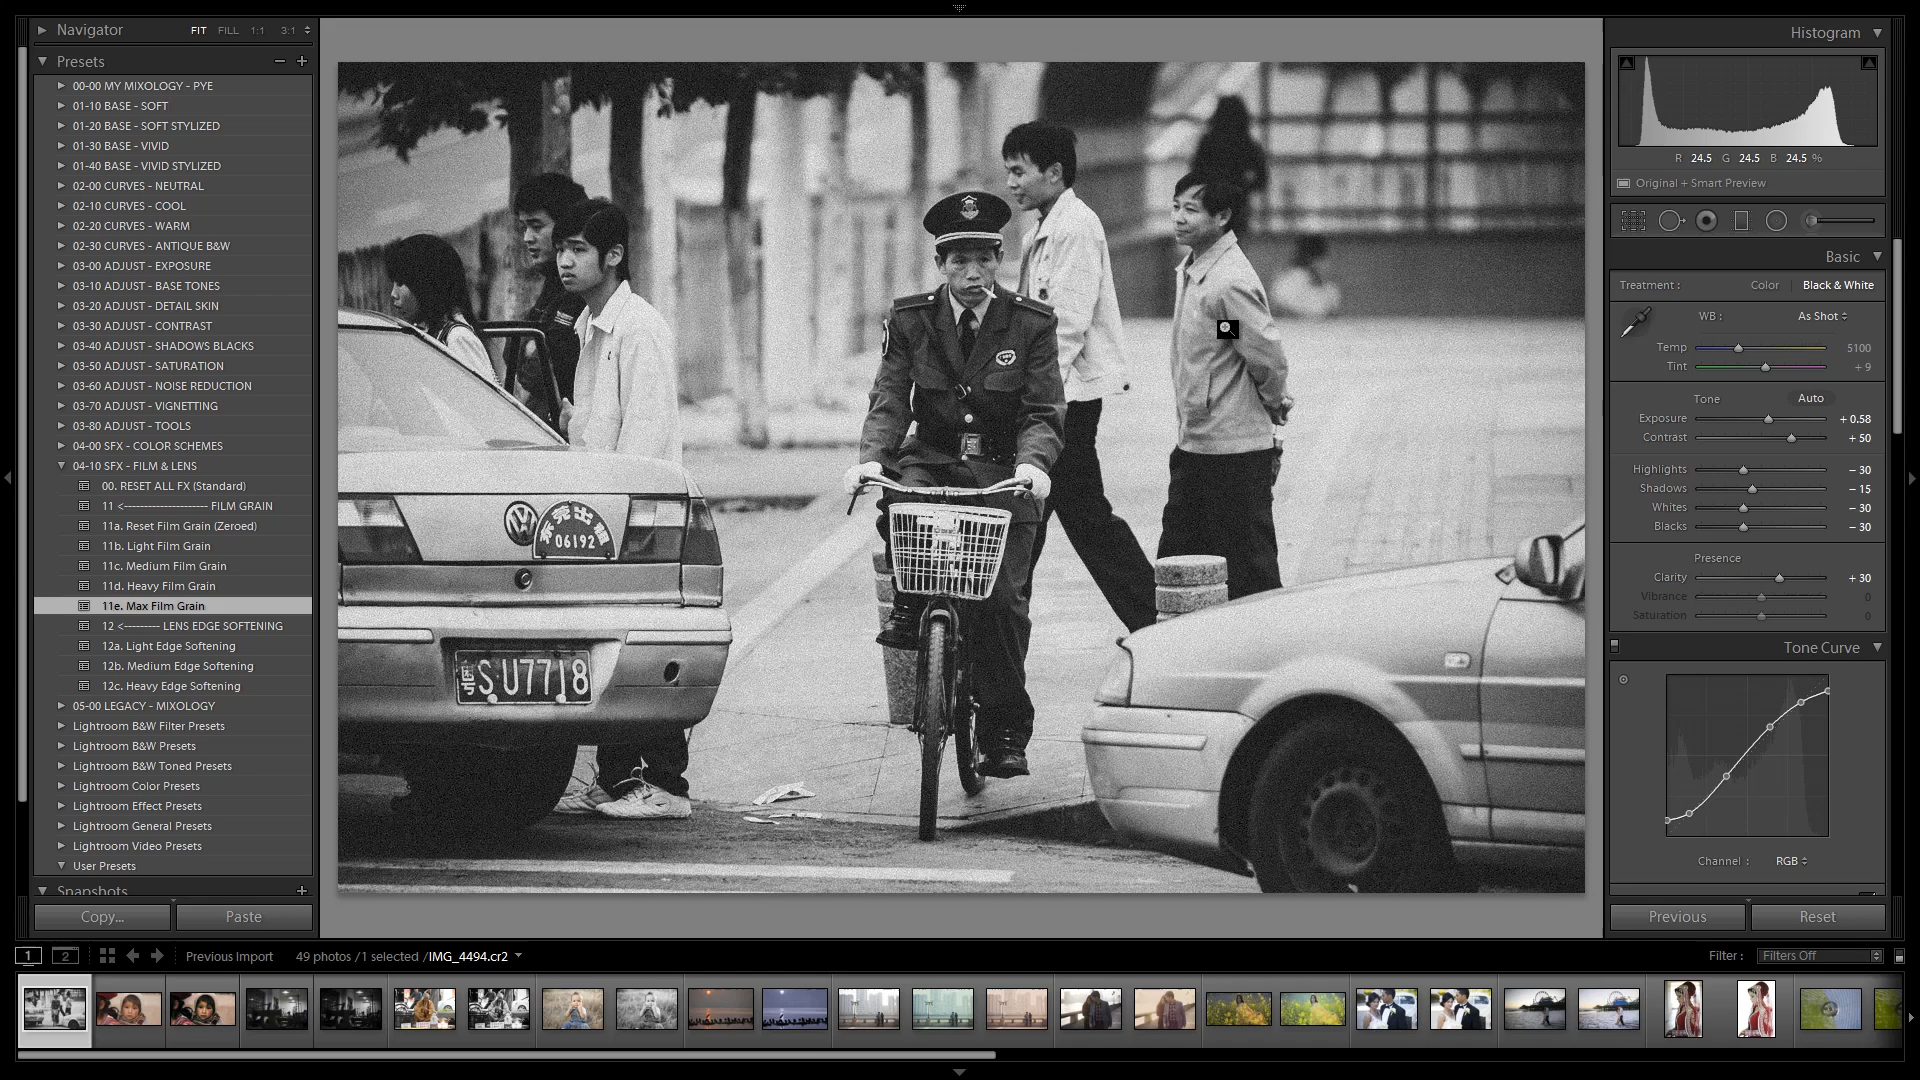 Navigator
FIT FILL 1:1 3:1
Presets
00-00 MY MIXOLOGY - PYE
01-10 BASE - SOFT
01-20 BASE - SOFT STYLIZED
01-30 BASE - VIVID
01-40 BASE - VIVID STYLIZED
02-00 CURVES - NEUTRAL
02-10 CURVES - COOL
02-20 CURVES - WARM
02-30 CURVES - ANTIQUE B&W
03-00 ADJUST - EXPOSURE
03-10 ADJUST - BASE TONES
03-20 ADJUST - DETAIL SKIN
03-30 ADJUST - CONTRAST
03-40 ADJUST - SHADOWS BLACKS
03-50 ADJUST - SATURATION
03-60 ADJUST - NOISE REDUCTION
03-70 ADJUST - VIGNETTING
03-80 ADJUST - TOOLS
04-00 SFX - COLOR SCHEMES
04-10 SFX - FILM & LENS
00. RESET ALL FX (Standard)
11 <--------------------- FILM GRAIN
11a. Reset Film Grain (Zeroed)
11b. Light Film Grain
11c. Medium Film Grain
11d. Heavy Film Grain
11e. Max Film Grain
12 <--------- LENS EDGE SOFTENING
12a. Light Edge Softening
12b. Medium Edge Softening
12c. Heavy Edge Softening
05-00 LEGACY - MIXOLOGY
Lightroom B&W Filter Presets
Lightroom B&W Presets
Lightroom B&W Toned Presets
Lightroom Color Presets
Lightroom Effect Presets
Lightroom General Presets
Lightroom Video Presets
User Presets
Snapshots
Copy... Paste
06192
粤 S U7718
Histogram
R 24.5 G 24.5 B 24.5 %
Original + Smart Preview
Basic
Treatment : Color Black & White
WB : As Shot
Temp 5100
Tint + 9
Tone Auto
Exposure + 0.58
Contrast + 50
Highlights – 30
Shadows – 15
Whites – 30
Blacks – 30
Presence
Clarity + 30
Vibrance 0
Saturation 0
Tone Curve
Channel : RGB
Previous Reset
1 2 Previous Import 49 photos /1 selected /IMG_4494.cr2 Filter : Filters Off